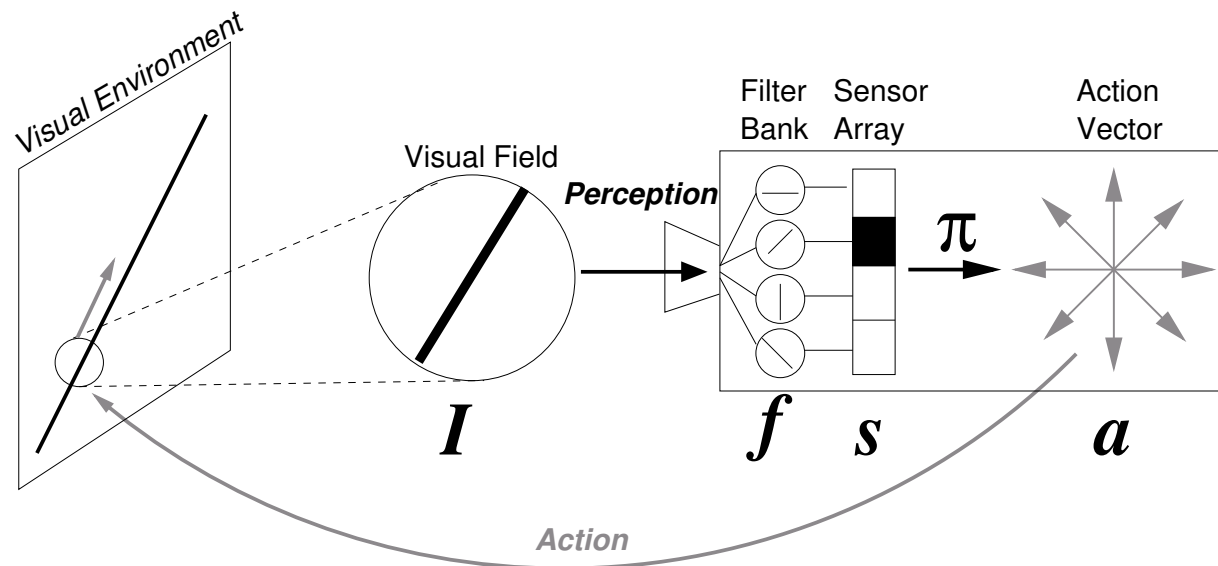 Visual Environment
Visual Field
Perception
Filter
Bank
Sensor
Array
Action
Vector
π
I
f
s
a
Action